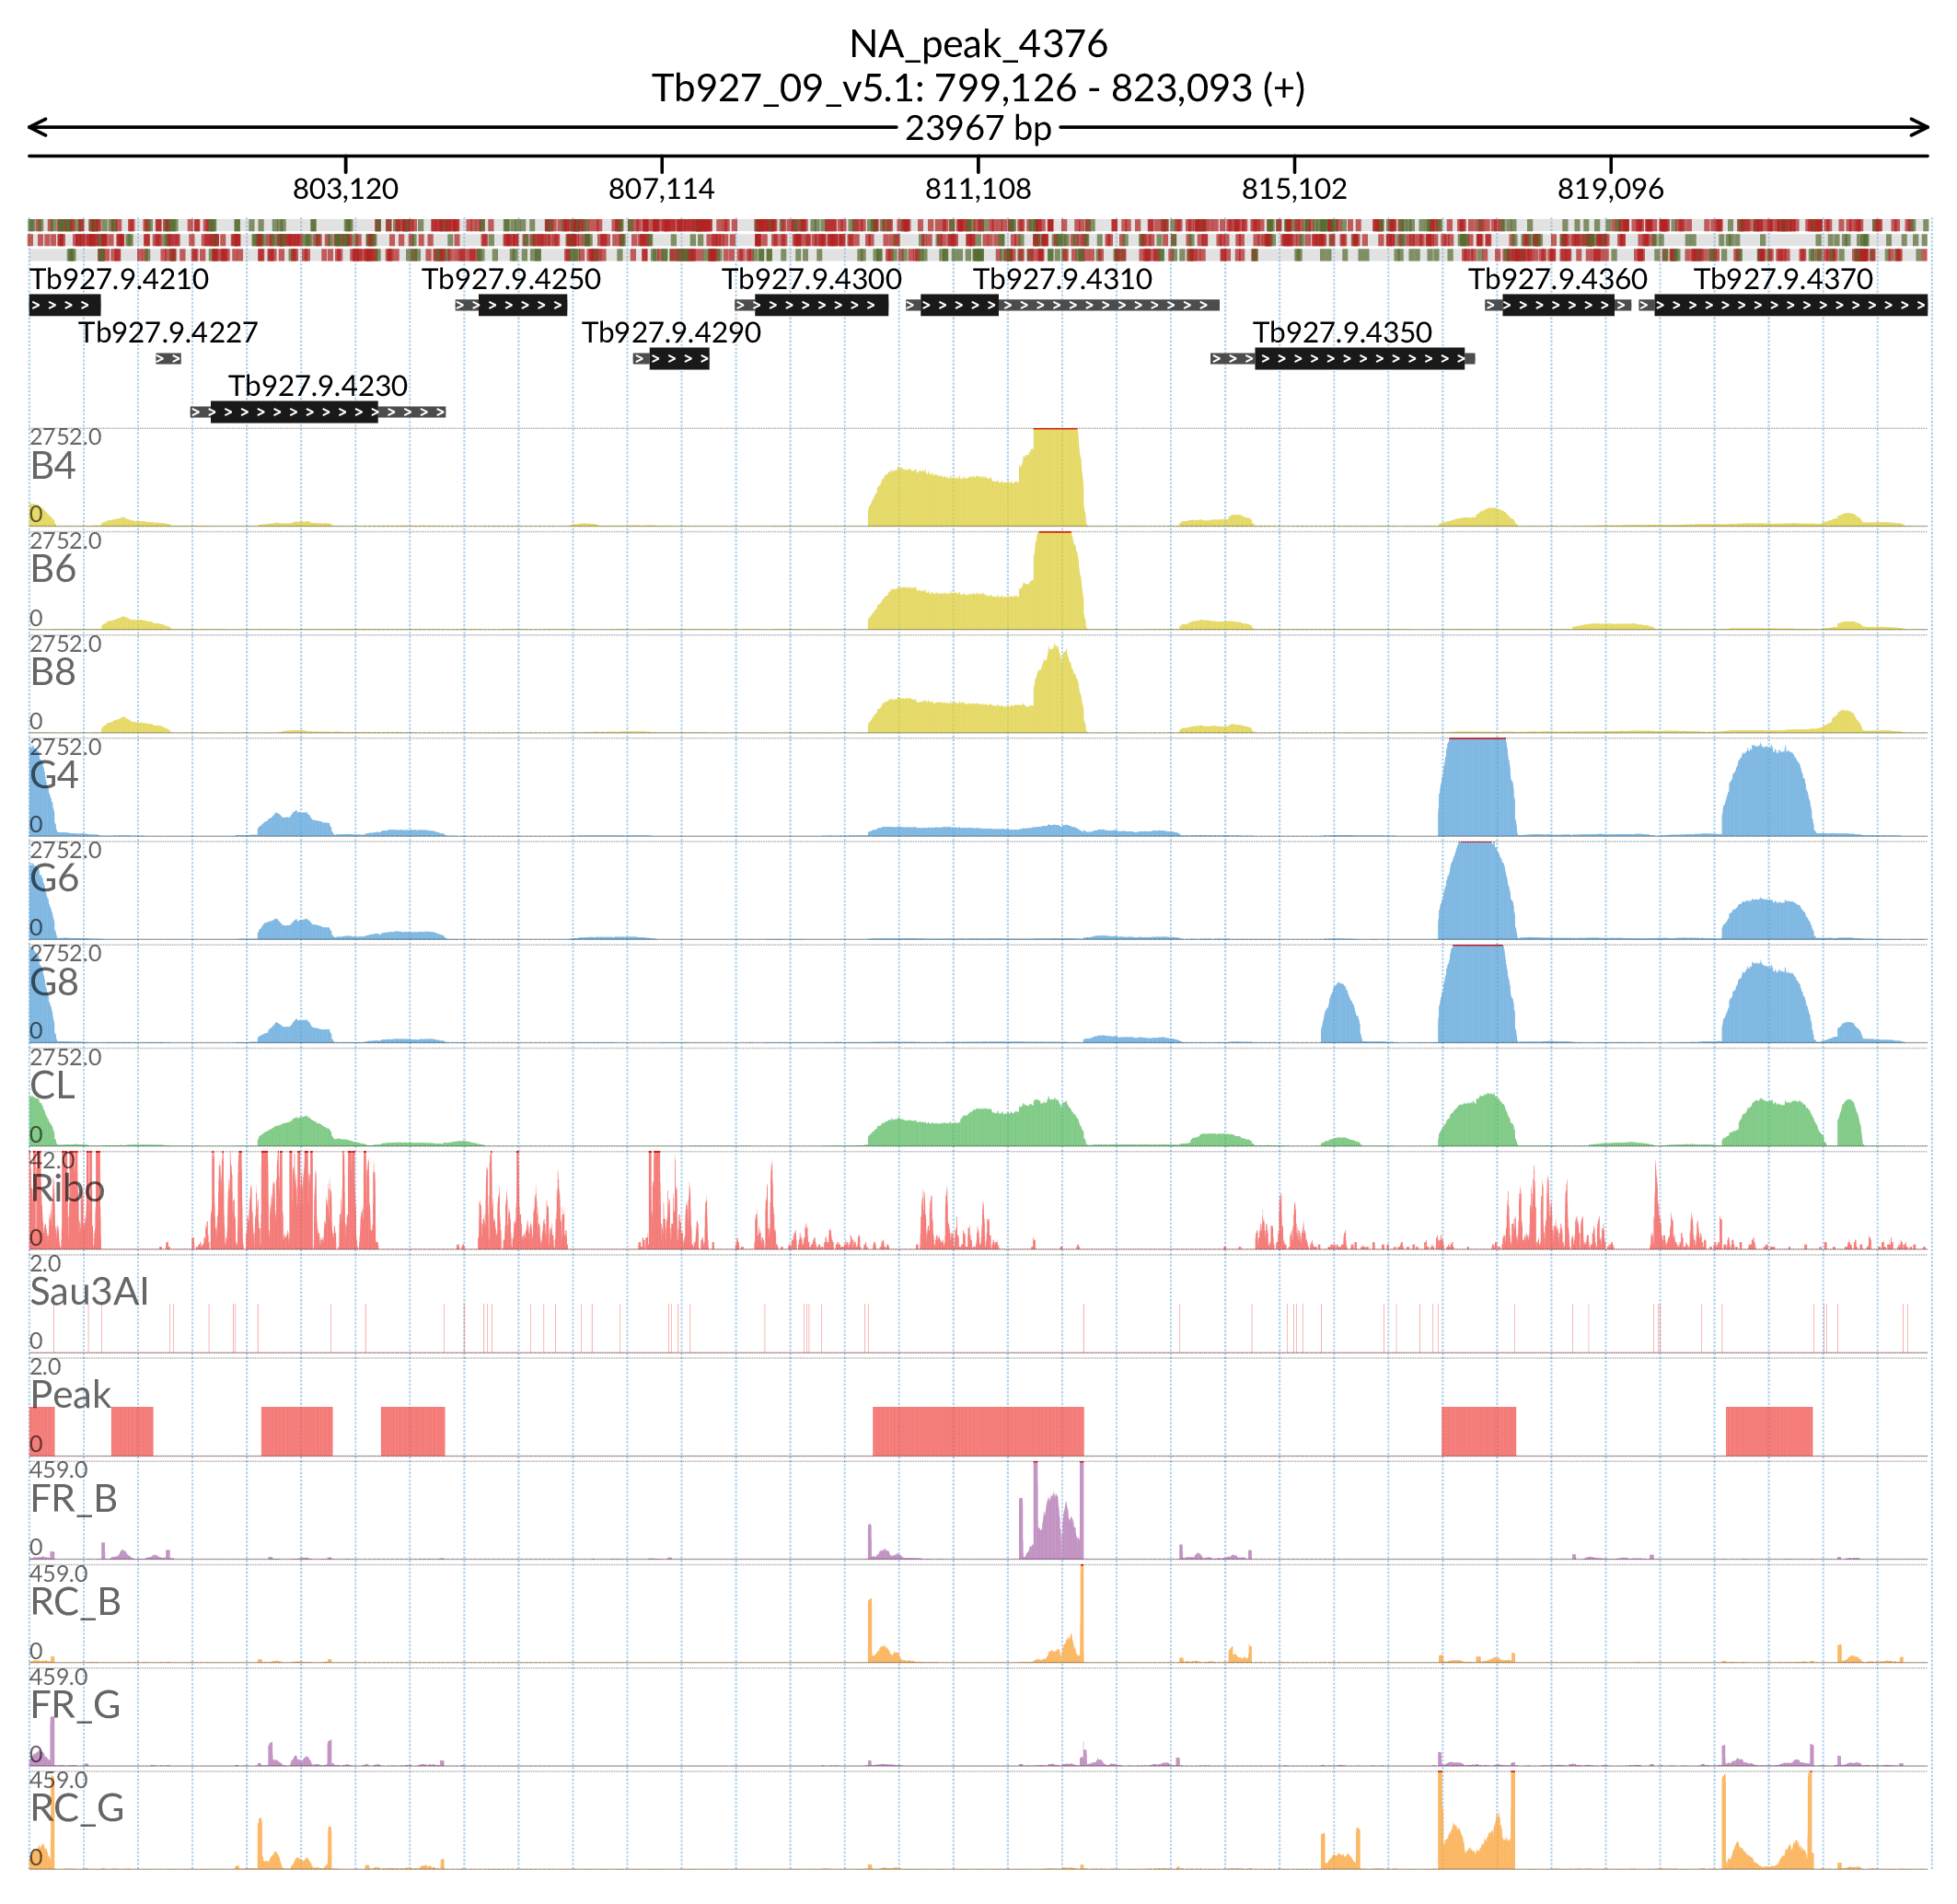 NA_peak_4376
Tb927_09_v5.1: 799,126 - 823,093 (+)
23967 bp
803,120 807,114 811,108 815,102 819,096
Tb927.9.4210 Tb927.9.4250 Tb927.9.4300 Tb927.9.4310 Tb927.9.4360 Tb927.9.4370
Tb927.9.4227 Tb927.9.4290 Tb927.9.4350
Tb927.9.4230
2752.0
B4
0
2752.0
B6
0
2752.0
B8
0
2752.0
G4
0
2752.0
G6
0
2752.0
G8
0
2752.0
CL
0
42.0
Ribo
0
2.0
Sau3AI
0
2.0
Peak
0
459.0
FR_B
0
459.0
RC_B
0
459.0
FR_G
0
459.0
RC_G
0